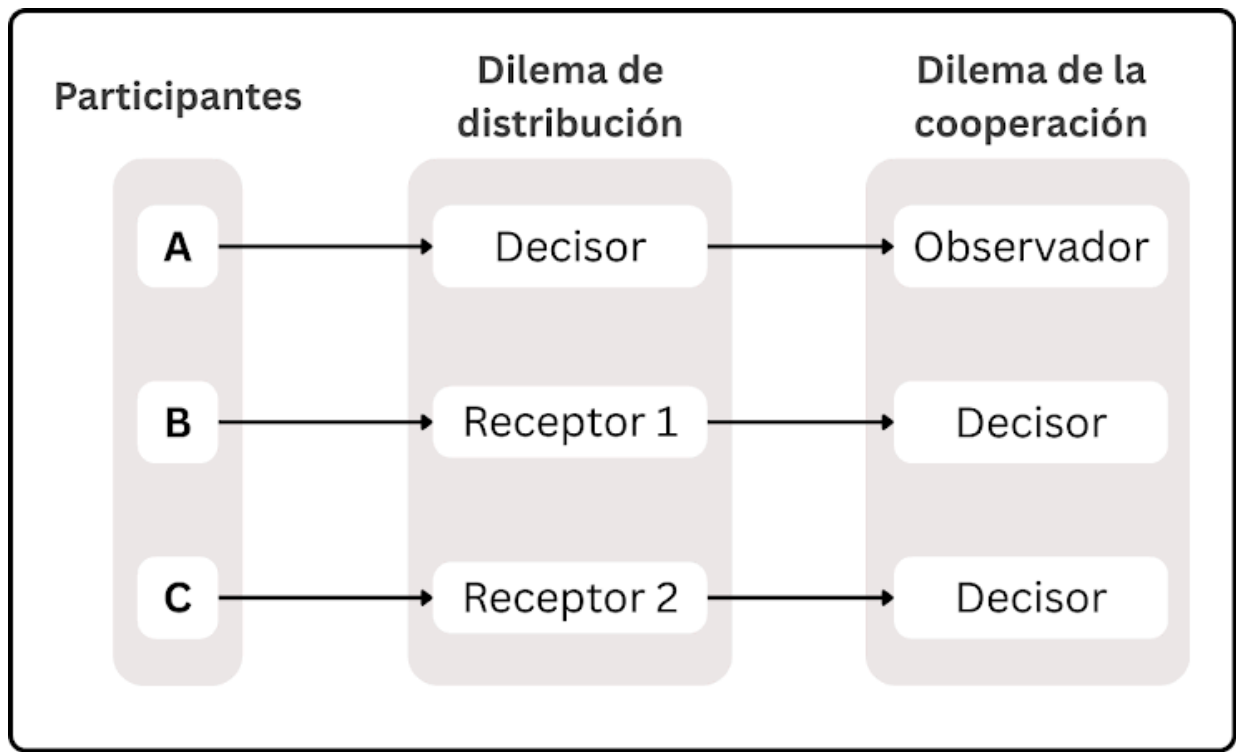 Participantes
Dilema de
distribución
Dilema de la
cooperación
A
Decisor
Observador
B
Receptor 1
Decisor
C
Receptor 2
Decisor